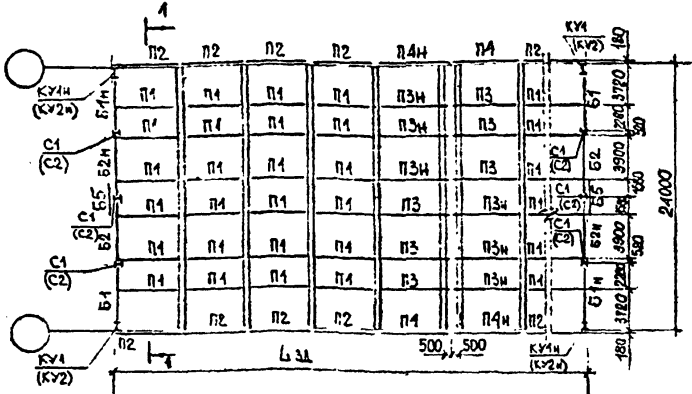 1
КУ1
(КУ2)
П2 П2 П2 П2 П4Н П4 П2
180
КУ1Н
(КУ2Н)
Б1Н
П1 П1 П1 П1 П3Н П3 П1
Б1
3720
П1 П1 П1 П1 П3Н П3 П1
2280
С1
(С2)
С1
(С2)
Б2Н
П1 П1 П1 П1 П3Н П3 П1
Б2
3900
24000
Б5
С1
(С2)
П1 П1 П1 П1 П3 П3Н П1
С1
(С2)
Б5
Б2
С1
(С2)
П1 П1 П1 П1 П3 П3Н П1
С1
(С2)
Б2Н
3900
580
П1 П1 П1 П1 П3 П3Н П1
2280
Б1
П2 П2 П2 П4 П4Н П2
Б1Н
3720
180
КУ1
(КУ2)
П2
1
500 500
КУ1Н
(КУ2Н)